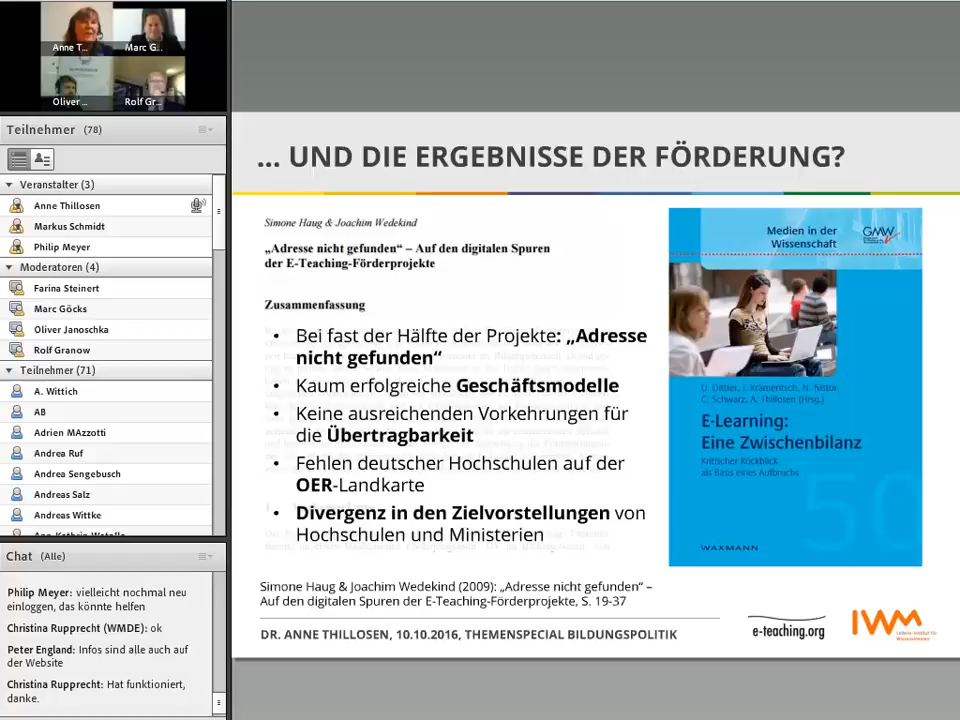 Anne T...
Marc G...
Oliver ...
Rolf Gr...
Teilnehmer (78)
Veranstalter (3)
Anne Thillosen
Markus Schmidt
Philip Meyer
Moderatoren (4)
Farina Steinert
Marc Göcks
Oliver Janoschka
Rolf Granow
Teilnehmer (71)
A. Wittich
AB
Adrien MAzzotti
Andrea Ruf
Andrea Sengebusch
Andreas Salz
Andreas Wittke
Chat (Alle)
Philip Meyer: vielleicht nochmal neu
einloggen, das könnte helfen
Christina Rupprecht (WMDE): ok
Peter England: Infos sind alle auch auf
der Website
Christina Rupprecht: Hat funktioniert,
danke.
... UND DIE ERGEBNISSE DER FÖRDERUNG?
Simone Haug & Joachim Wedekind
„Adresse nicht gefunden“ – Auf den digitalen Spuren
der E-Teaching-Förderprojekte
Zusammenfassung
• Bei fast der Hälfte der Projekte: „Adresse
nicht gefunden“
• Kaum erfolgreiche Geschäftsmodelle
• Keine ausreichenden Vorkehrungen für
die Übertragbarkeit
• Fehlen deutscher Hochschulen auf der
OER-Landkarte
• Divergenz in den Zielvorstellungen von
Hochschulen und Ministerien
Medien in der
Wissenschaft
GMW
U. Dittler, J. Krameritsch, N. Nistor,
C. Schwarz, A. Thillosen (Hrsg.)
E-Learning:
Eine Zwischenbilanz
Kritischer Rückblick
als Basis eines Aufbruchs
50
WAXMANN
Simone Haug & Joachim Wedekind (2009): „Adresse nicht gefunden“ –
Auf den digitalen Spuren der E-Teaching-Förderprojekte, S. 19-37
DR. ANNE THILLOSEN, 10.10.2016, THEMENSPECIAL BILDUNGSPOLITIK
e-teaching.org
IWM
Leibniz-Institut für
Wissensmedien